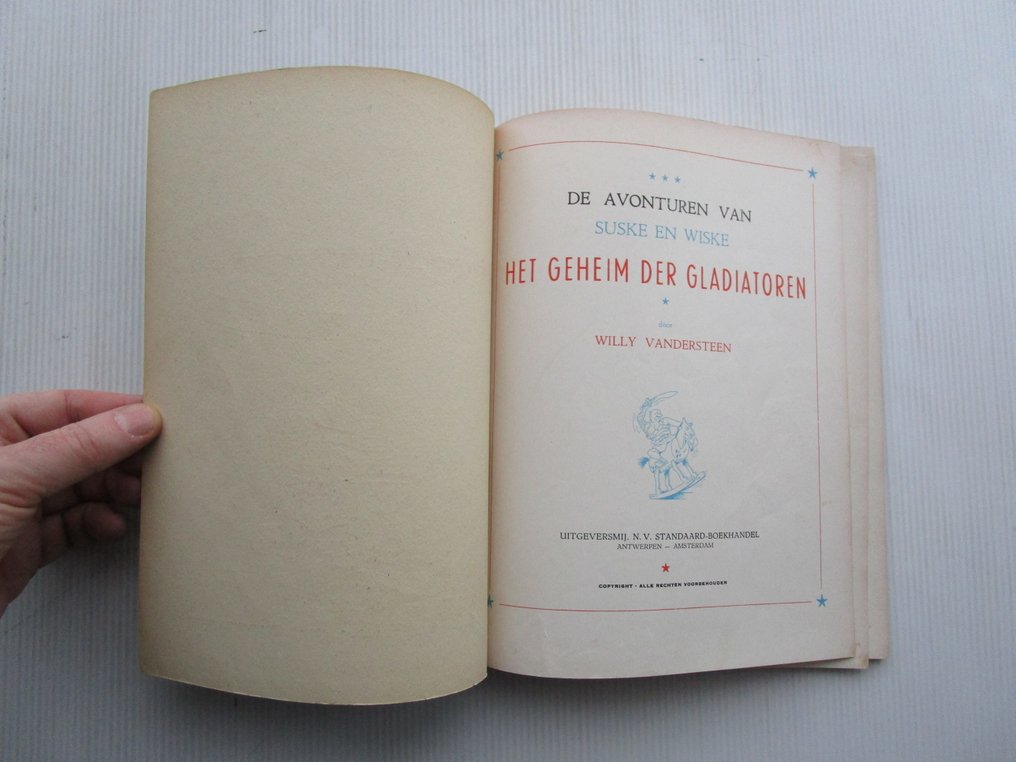 DE AVONTUREN VAN
SUSKE EN WISKE
HET GEHEIM DER GLADIATOREN
door
WILLY VANDERSTEEN
UITGEVERSMIJ. N. V. STANDAARD-BOEKHANDEL
ANTWERPEN — AMSTERDAM
COPYRIGHT - ALLE RECHTEN VOORBEHOUDEN